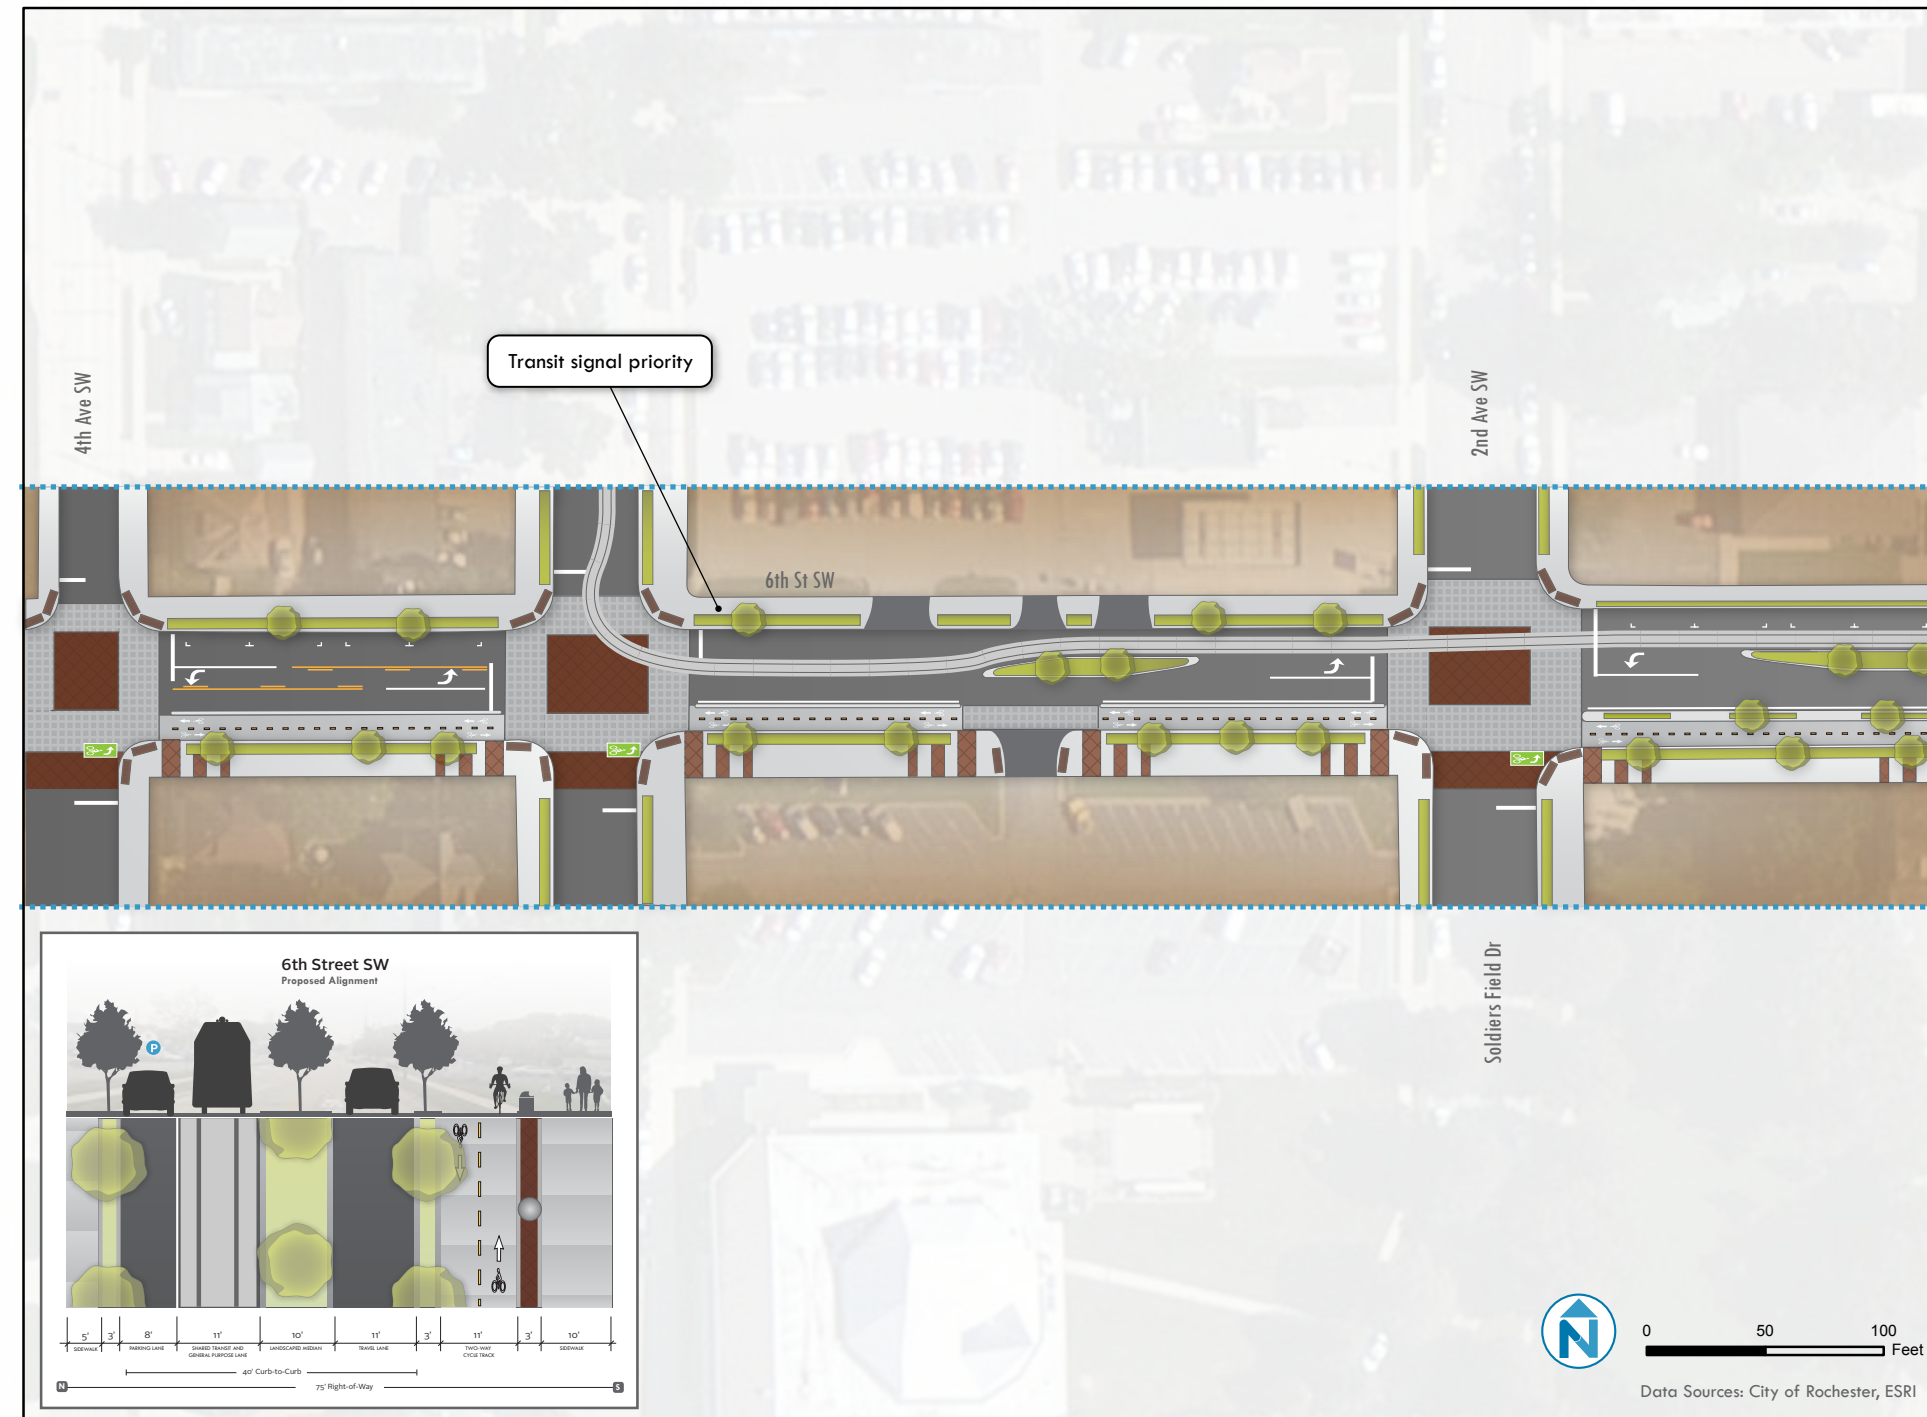 Transit signal priority
4th Ave SW
2nd Ave SW
6th St SW
Soldiers Field Dr
6th Street SW
Proposed Alignment
P
5' 3' 8' 11' 10' 11' 3' 11' 3' 10'
SIDEWALK PARKING LANE SHARED TRANSIT AND GENERAL PURPOSE LANE LANDSCAPED MEDIAN TRAVEL LANE TWO-WAY CYCLE TRACK SIDEWALK
40' Curb-to-Curb
N 75' Right-of-Way S
N
0 50 100
Feet
Data Sources: City of Rochester, ESRI